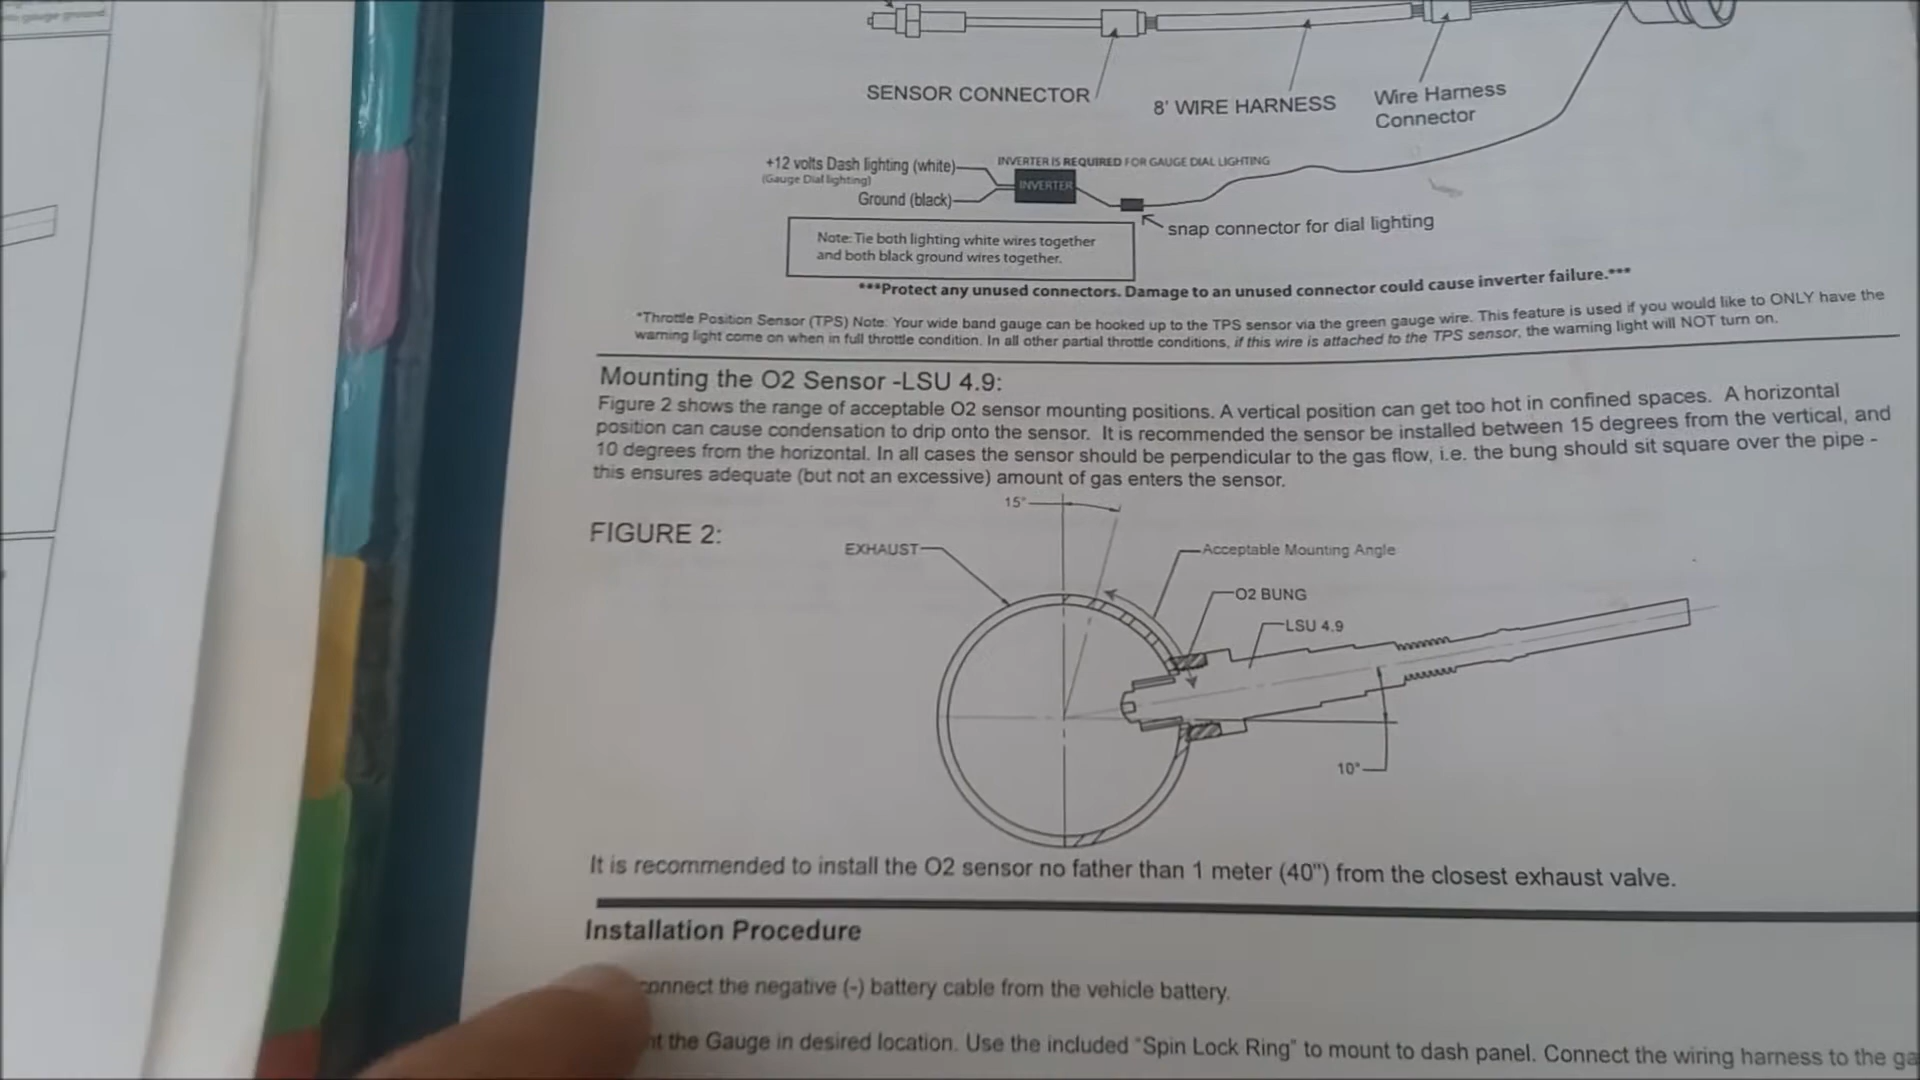 gauge ground
SENSOR CONNECTOR
8' WIRE HARNESS
Wire Harness
Connector
+12 volts Dash lighting (white)
(Gauge Dial lighting)
INVERTER IS REQUIRED FOR GAUGE DIAL LIGHTING
INVERTER
Ground (black)
snap connector for dial lighting
Note: Tie both lighting white wires together
and both black ground wires together.
***Protect any unused connectors. Damage to an unused connector could cause inverter failure.***
*Throttle Position Sensor (TPS) Note: Your wide band gauge can be hooked up to the TPS sensor via the green gauge wire. This feature is used if you would like to ONLY have the
warning light come on when in full throttle condition. In all other partial throttle conditions, if this wire is attached to the TPS sensor, the warning light will NOT turn on.
Mounting the O2 Sensor -LSU 4.9:
Figure 2 shows the range of acceptable O2 sensor mounting positions. A vertical position can get too hot in confined spaces. A horizontal
position can cause condensation to drip onto the sensor. It is recommended the sensor be installed between 15 degrees from the vertical, and
10 degrees from the horizontal. In all cases the sensor should be perpendicular to the gas flow, i.e. the bung should sit square over the pipe -
this ensures adequate (but not an excessive) amount of gas enters the sensor.
15°
FIGURE 2:
EXHAUST
Acceptable Mounting Angle
O2 BUNG
LSU 4.9
10°
It is recommended to install the O2 sensor no father than 1 meter (40") from the closest exhaust valve.
Installation Procedure
connect the negative (-) battery cable from the vehicle battery.
the Gauge in desired location. Use the included "Spin Lock Ring" to mount to dash panel. Connect the wiring harness to the ga